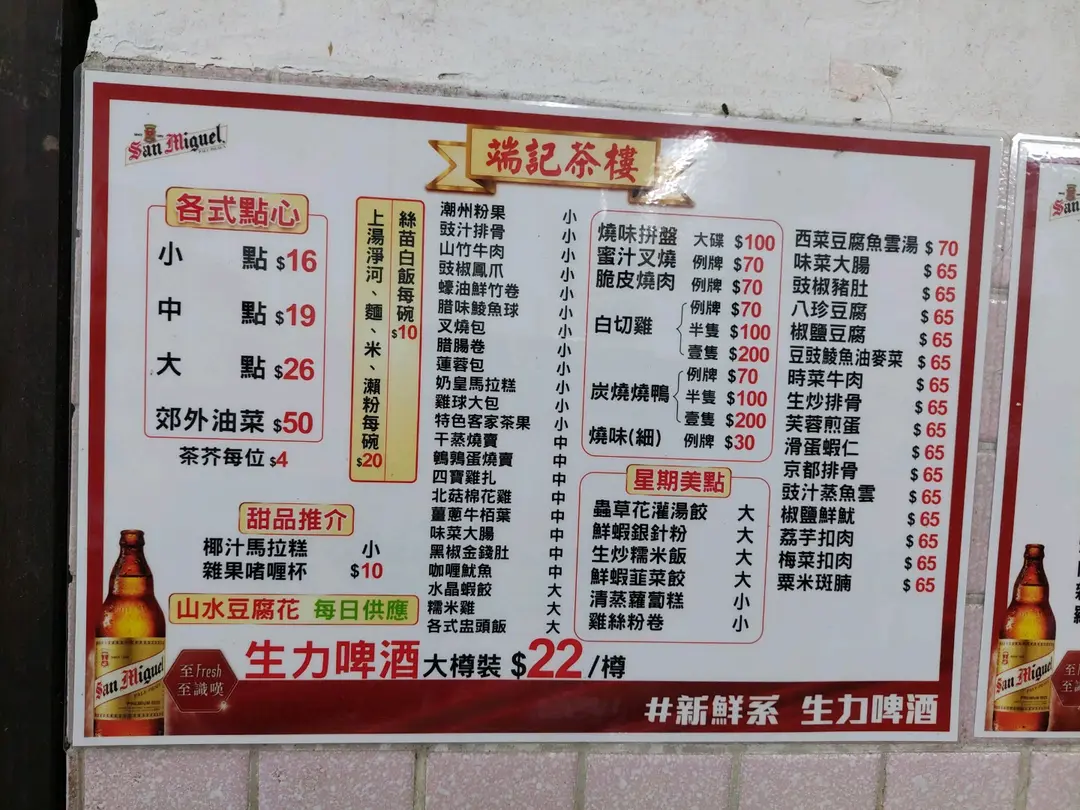 San Miguel
端記茶樓
各式點心
小 點 $16
中 點 $19
大 點 $26
郊外油菜 $50
茶芥每位 $4
絲苗白飯每碗 $10
上湯淨河、麵、米、瀨粉每碗 $20
甜品推介
椰汁馬拉糕 小
雜果啫喱杯 $10
山水豆腐花 每日供應
潮州粉果 小
豉汁排骨 小
山竹牛肉 小
豉椒鳳爪 小
蠔油鮮竹卷 小
腊味鯪魚球 小
叉燒包 小
腊腸卷 小
蓮蓉包 小
奶皇馬拉糕 小
雞球大包 小
特色客家茶果 小
干蒸燒賣 中
鵪鶉蛋燒賣 中
四寶雞扎 中
北菇棉花雞 中
薑蔥牛栢葉 中
味菜大腸 中
黑椒金錢肚 中
咖喱魷魚 中
水晶蝦餃 大
糯米雞 大
各式盅頭飯 大
燒味拼盤 大碟 $100
蜜汁叉燒 例牌 $70
脆皮燒肉 例牌 $70
白切雞 例牌 $70
半隻 $100
壹隻 $200
炭燒燒鴨 例牌 $70
半隻 $100
壹隻 $200
燒味(細) 例牌 $30
星期美點
蟲草花灌湯餃 大
鮮蝦銀針粉 大
生炒糯米飯 大
鮮蝦韮菜餃 大
清蒸蘿蔔糕 小
雞絲粉卷 小
西菜豆腐魚雲湯 $70
味菜大腸 $65
豉椒豬肚 $65
八珍豆腐 $65
椒鹽豆腐 $65
豆豉鯪魚油麥菜 $65
時菜牛肉 $65
生炒排骨 $65
芙蓉煎蛋 $65
滑蛋蝦仁 $65
京都排骨 $65
豉汁蒸魚雲 $65
椒鹽鮮魷 $65
荔芋扣肉 $65
梅菜扣肉 $65
粟米斑腩 $65
生力啤酒 大樽裝 $22/樽
San Miguel
至Fresh
至識嘆
#新鮮系 生力啤酒
San
San Miguel